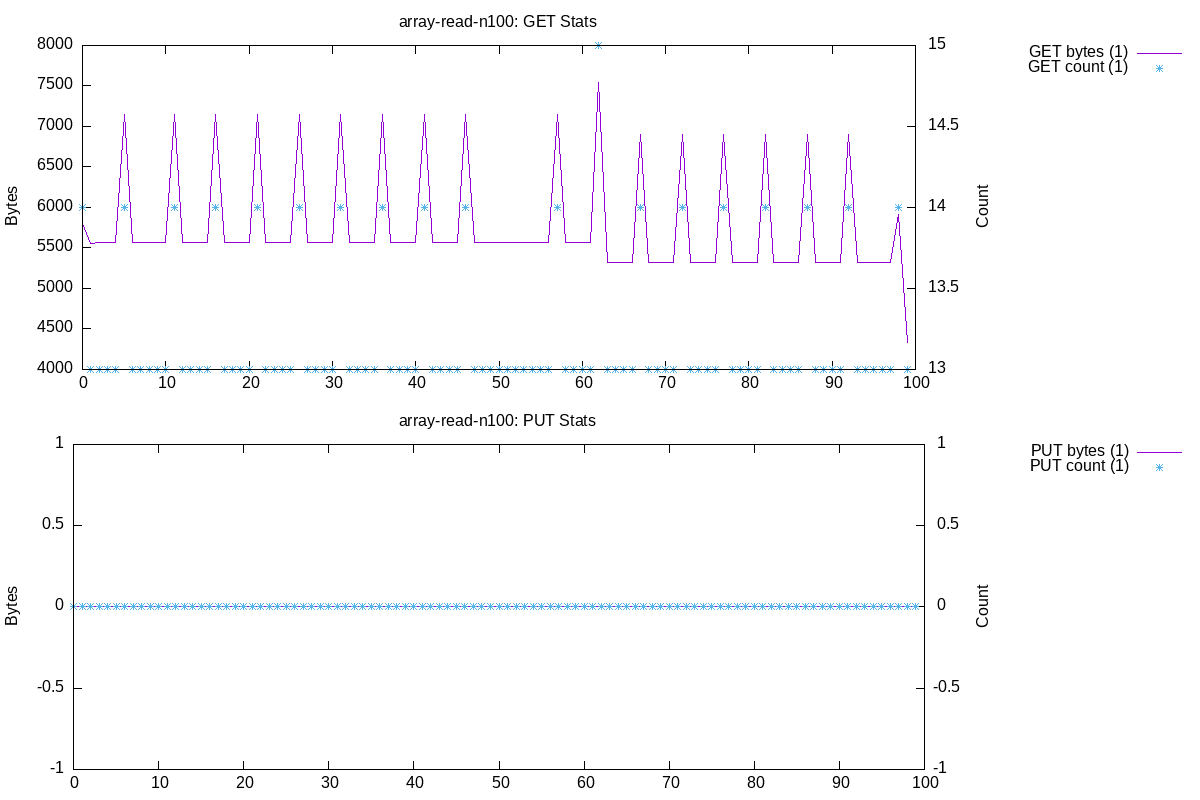 array-read-n100: GET Stats
8000
7500
7000
6500
6000
5500
5000
4500
4000
Bytes
15
14.5
14
13.5
13
Count
0 10 20 30 40 50 60 70 80 90 100
GET bytes (1)
GET count (1)
array-read-n100: PUT Stats
1
0.5
0
-0.5
-1
Bytes
1
0.5
0
-0.5
-1
Count
0 10 20 30 40 50 60 70 80 90 100
PUT bytes (1)
PUT count (1)